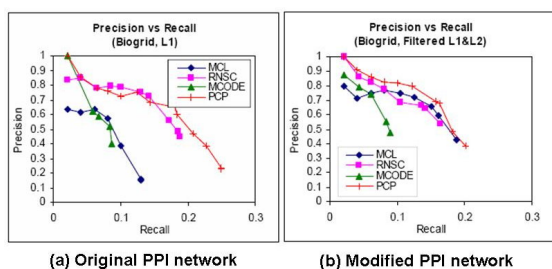 Precision vs Recall
(Biogrid, L1)
Precision
1
0.9
0.8
0.7
0.6
0.5
0.4
0.3
0.2
0.1
0
0
0.1
0.2
0.3
Recall
MCL
RNSC
MCODE
PCP
(a) Original PPI network
Precision vs Recall
(Biogrid, Filtered L1&L2)
Precision
1
0.9
0.8
0.7
0.6
0.5
0.4
0.3
0.2
0.1
0
0
0.1
0.2
0.3
Recall
MCL
RNSC
MCODE
PCP
(b) Modified PPI network